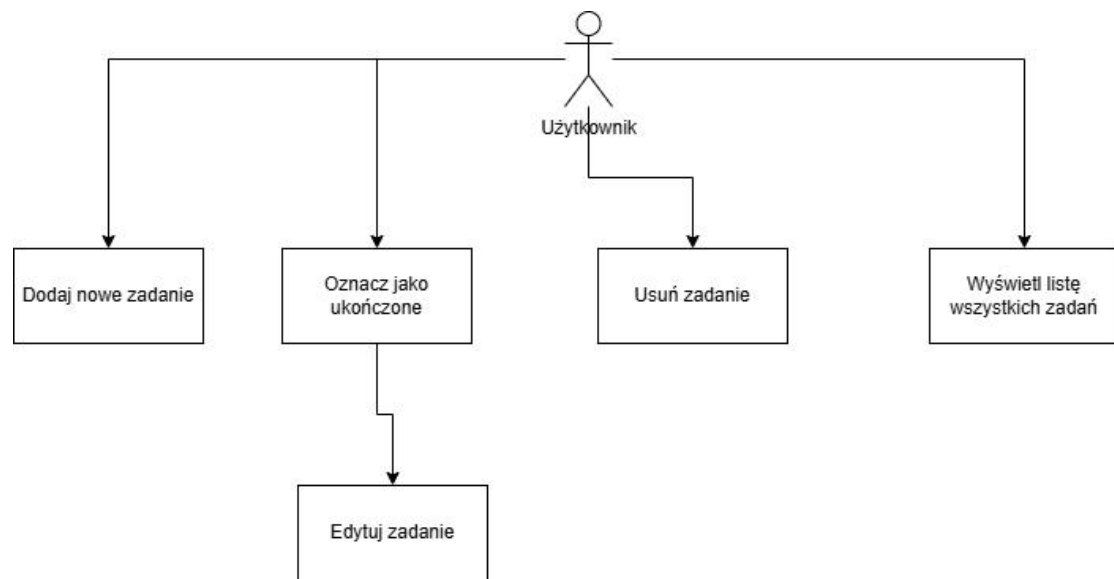 Użytkownik
Dodaj nowe zadanie
Oznacz jako
ukończone
Usuń zadanie
Wyświetl listę
wszystkich zadań
Edytuj zadanie